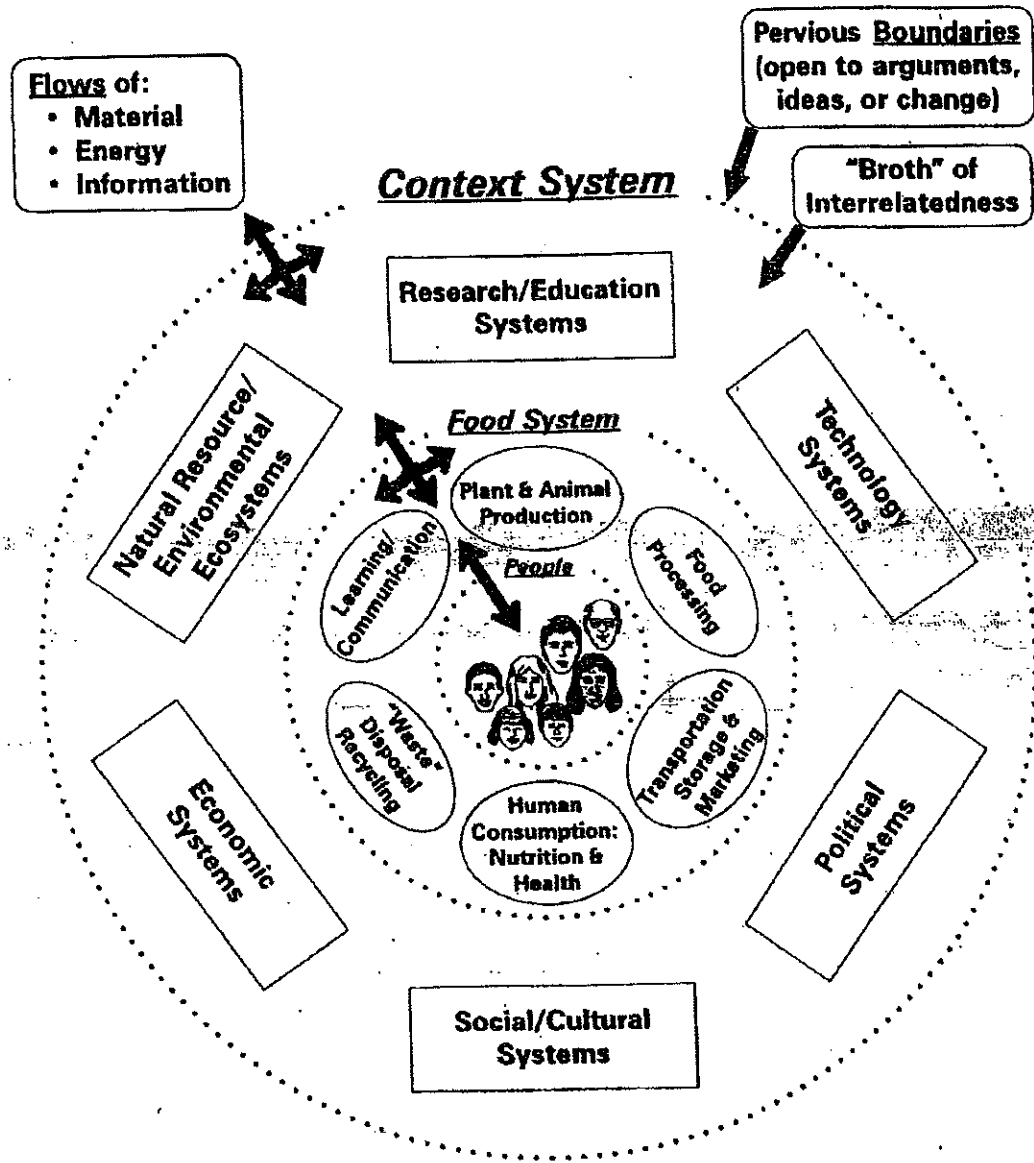 Flows of:
• Material
• Energy
• Information
Pervious Boundaries
(open to arguments,
ideas, or change)
"Broth" of
Interrelatedness
Context System
Research/Education
Systems
Natural Resource/
Environmental
Ecosystems
Technology
Systems
Food System
Plant & Animal
Production
Learning/
Communication
Food
Processing
People
"Waste"
Disposal
Recycling
Transportation
Storage &
Marketing
Human
Consumption:
Nutrition &
Health
Economic
Systems
Political
Systems
Social/Cultural
Systems